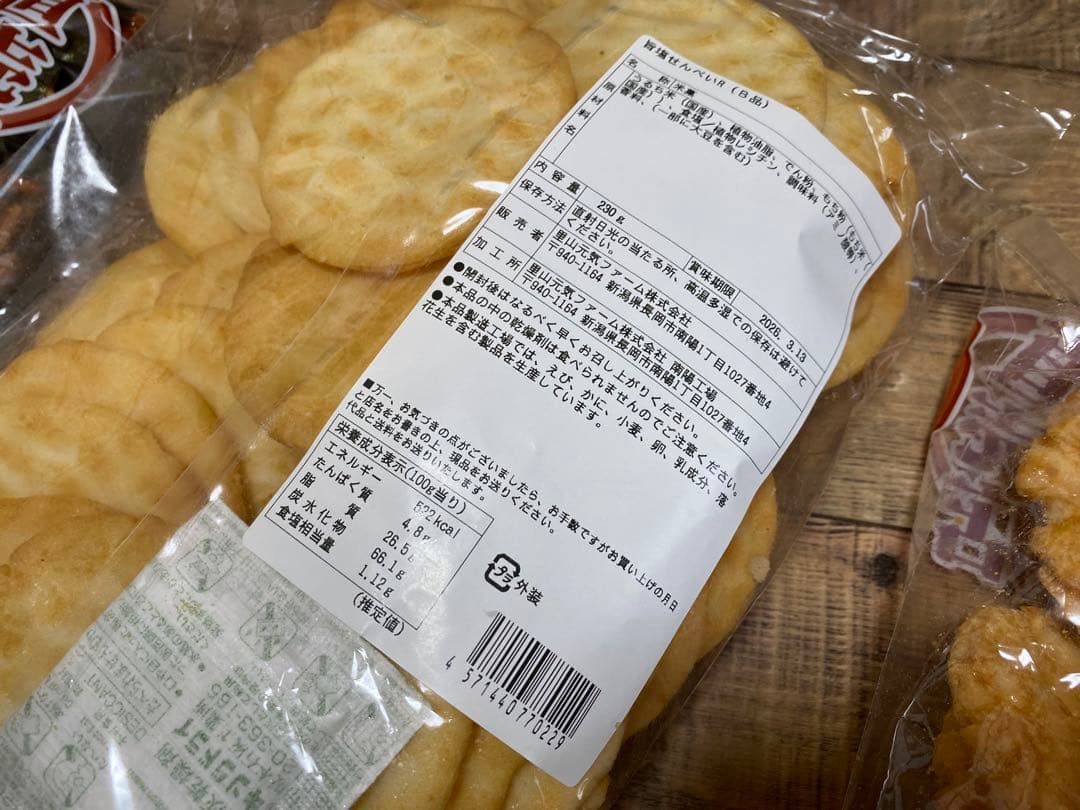 旨塩せんべいR (B品)
名 称 米菓
原材料名 うるち米(国産)、植物油脂、でん粉、もち粉(もち米(国産))、食塩/植物レシチン、調味料(アミノ酸等)、香料、(一部に大豆を含む)
内容量 230g 賞味期限 2026. 3.13
保存方法 直射日光の当たる所、高温多湿での保存は避けて
ください。
販売者 里山元気ファーム株式会社
〒940-1164 新潟県長岡市南陽1丁目1027番地4
加工所 里山元気ファーム株式会社 南陽工場
〒940-1164 新潟県長岡市南陽1丁目1027番地4
●開封後はなるべく早くお召し上がりください。
●本品の中の乾燥剤は食べられませんのでご注意ください。
●本品製造工場では、えび、かに、小麦、卵、乳成分、落
花生を含む製品を生産しています。
■万一、お気づきの点がございましたら、お手数ですがお買い上げの月日
と店名をお書きの上、現品をお送りください。
代品と送料をお送りいたします。
栄養成分表示(100g当り)
エネルギー 522kcal
たんぱく質 4.8g
脂 質 26.5g
炭水化物 66.1g
食塩相当量 1.12g
(推定値)
プラ 外装
4 571440 770229